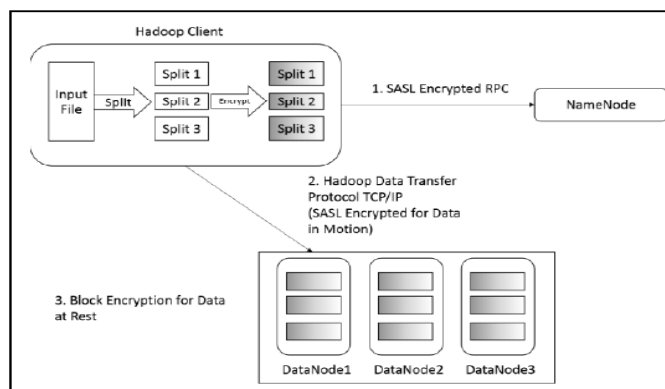 Hadoop Client
Input
File
Split
Split 1
Split 2
Split 3
Encrypt
Split 1
Split 2
Split 3
1. SASL Encrypted RPC
NameNode
2. Hadoop Data Transfer
Protocol TCP/IP
(SASL Encrypted for Data
in Motion)
3. Block Encryption for Data
at Rest
DataNode1
DataNode2
DataNode3